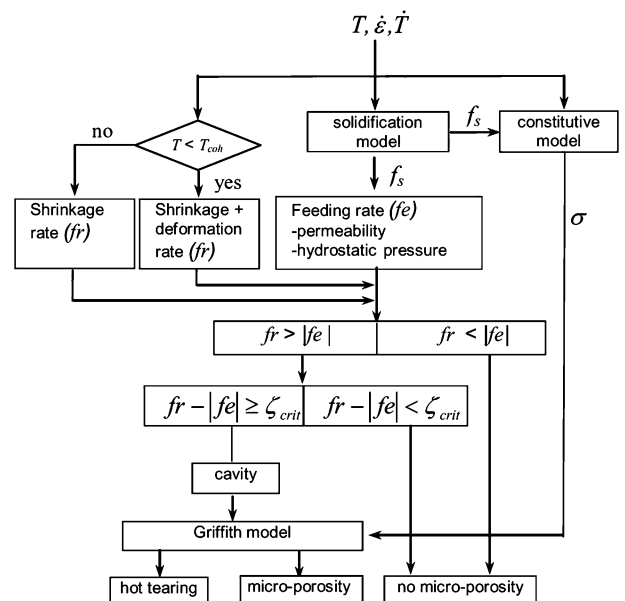 T, ε̇, Ṫ
no
T < T_coh
yes
solidification
model
f_s
constitutive
model
f_s
σ
Shrinkage
rate (fr)
Shrinkage +
deformation
rate (fr)
Feeding rate (fe)
-permeability
-hydrostatic pressure
fr > |fe |
fr < |fe|
fr − |fe| ≥ ζ_crit
fr − |fe| < ζ_crit
cavity
Griffith model
hot tearing
micro-porosity
no micro-porosity